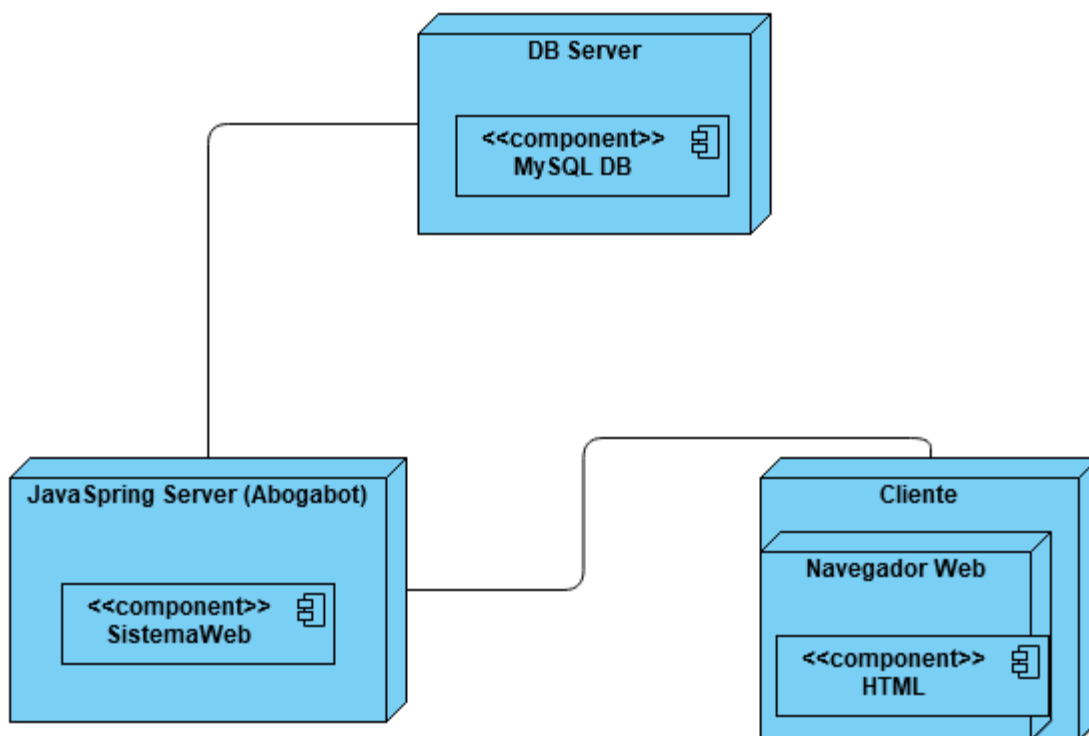 DB Server
<<component>>
MySQL DB
JavaSpring Server (Abogabot)
<<component>>
SistemaWeb
Cliente
Navegador Web
<<component>>
HTML